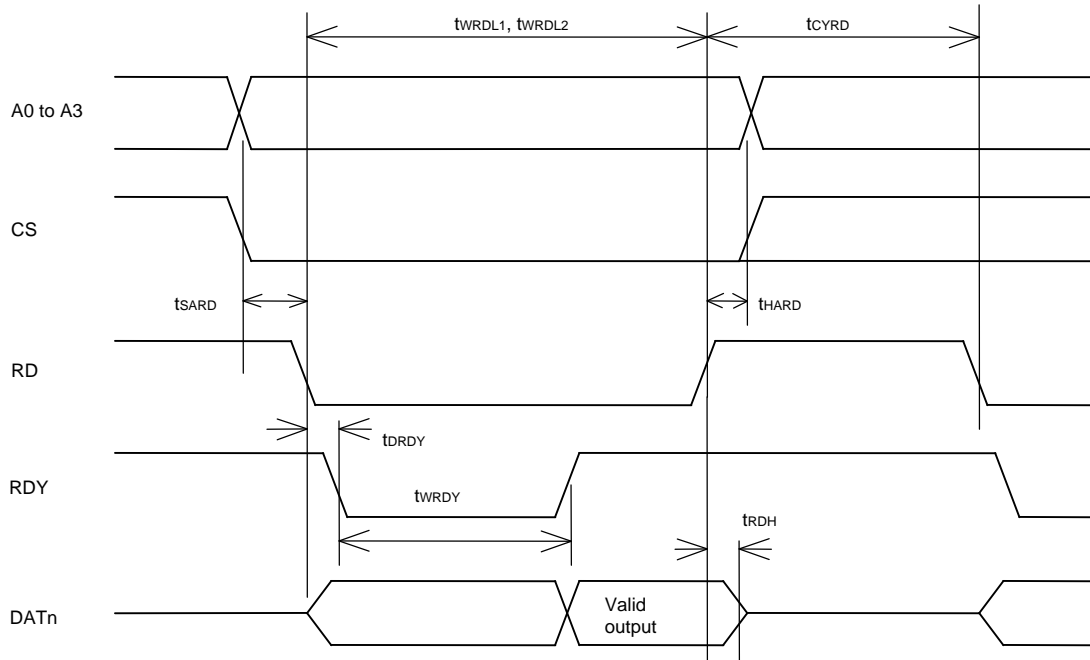 tWRDL1, tWRDL2
tCYRD
A0 to A3
CS
tSARD
tHARD
RD
tDRDY
RDY
tWRDY
tRDH
DATn
Valid
output